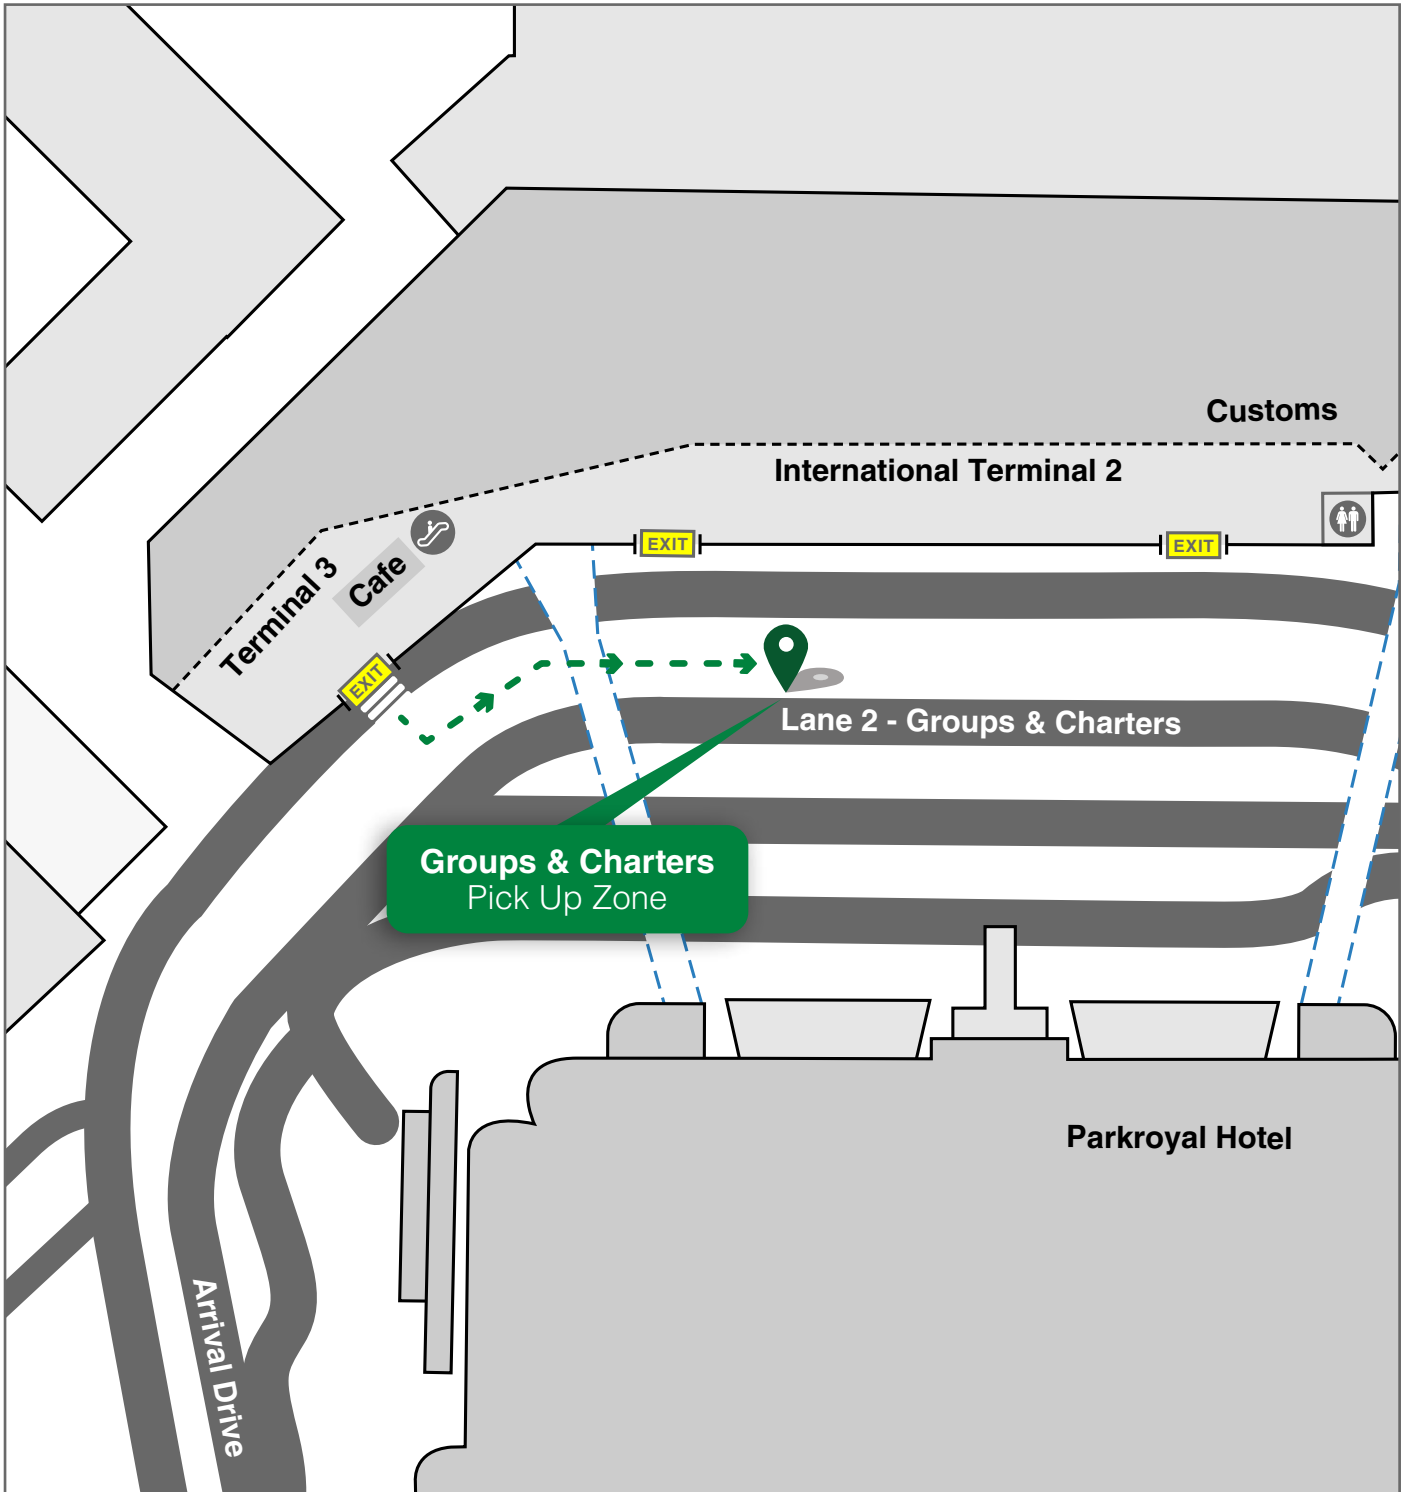 Customs
International Terminal 2
EXIT
EXIT
Terminal 3
Cafe
EXIT
Lane 2 - Groups & Charters
Groups & Charters
Pick Up Zone
Parkroyal Hotel
Arrival Drive